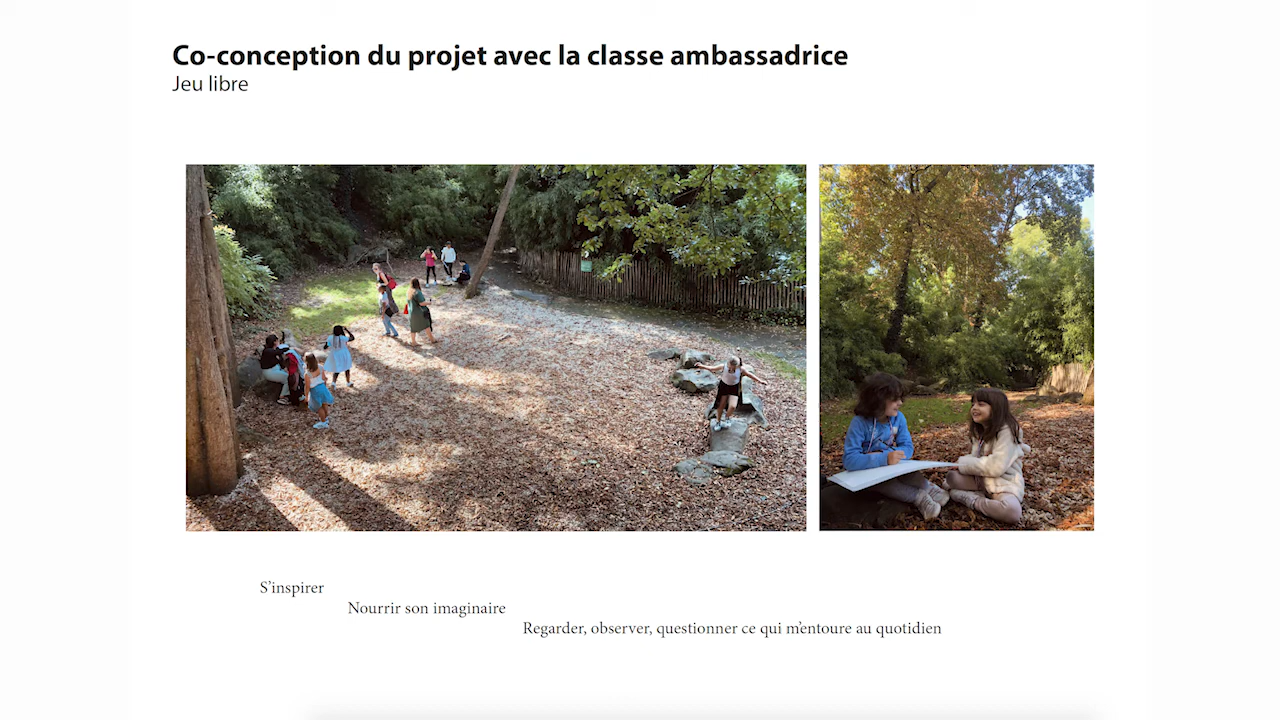 Co-conception du projet avec la classe ambassadrice
Jeu libre
S'inspirer
Nourrir son imaginaire
Regarder, observer, questionner ce qui m'entoure au quotidien